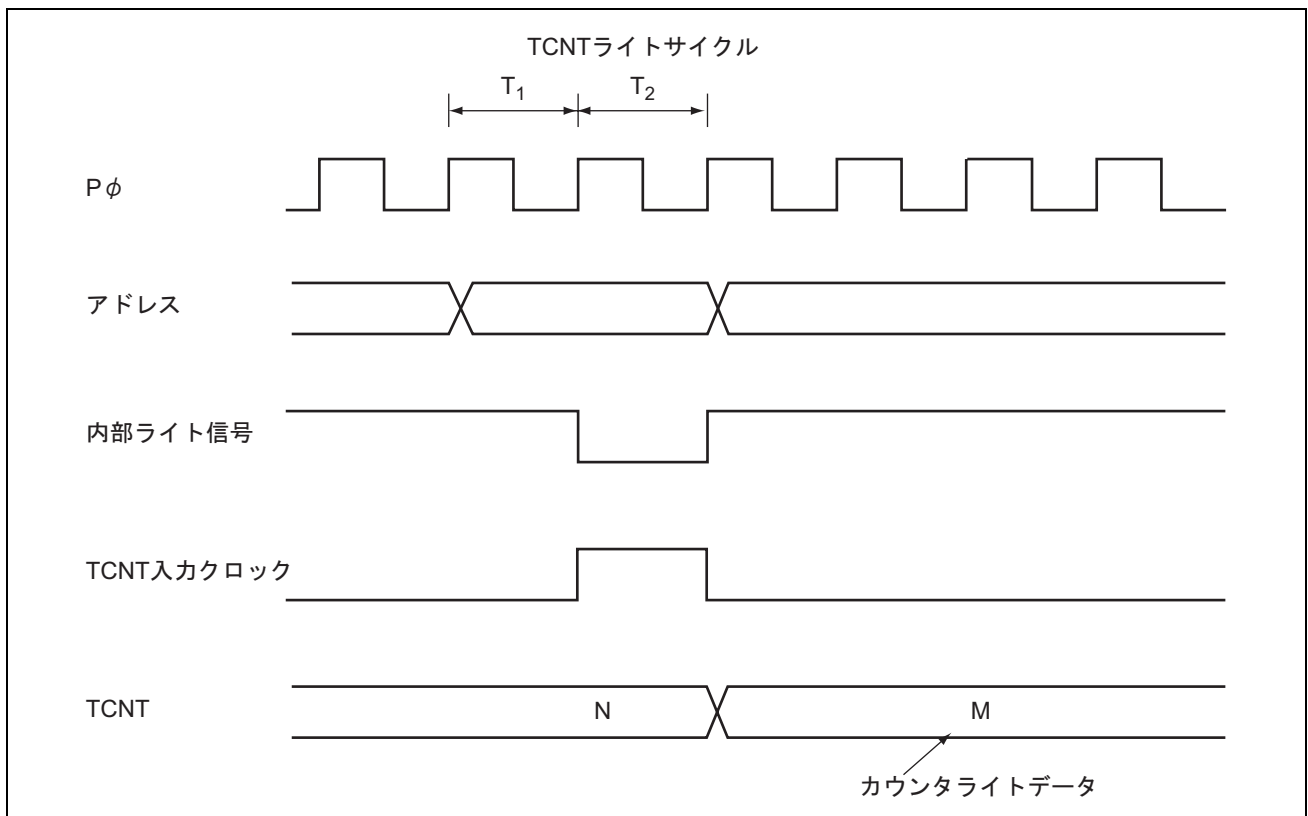 TCNTライトサイクル
T1 T2
Pφ
アドレス
内部ライト信号
TCNT入力クロック
TCNT N M
カウンタライトデータ